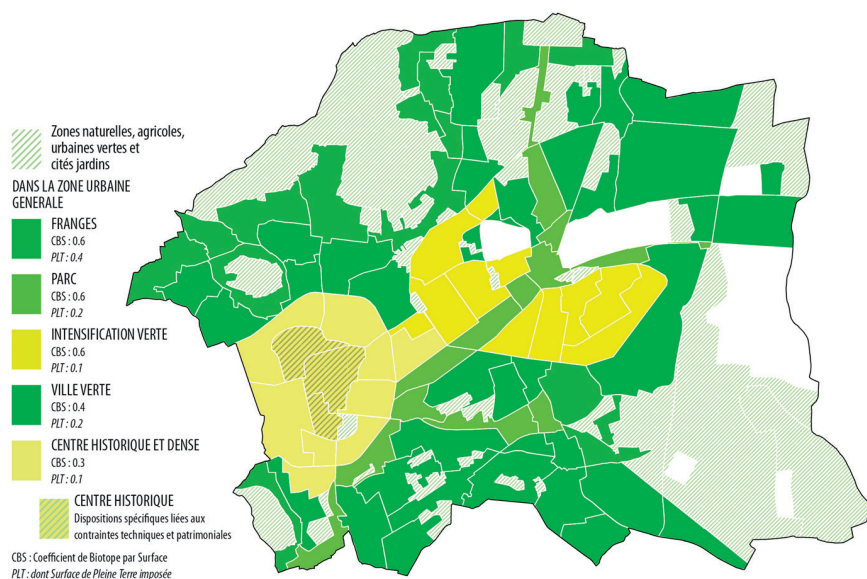 Zones naturelles, agricoles,
urbaines vertes et
cités jardins
DANS LA ZONE URBAINE
GENERALE
FRANGES
CBS : 0.6
PLT : 0.4
PARC
CBS : 0.6
PLT : 0.2
INTENSIFICATION VERTE
CBS : 0.6
PLT : 0.1
VILLE VERTE
CBS : 0.4
PLT : 0.2
CENTRE HISTORIQUE ET DENSE
CBS : 0.3
PLT : 0.1
CENTRE HISTORIQUE
Dispositions spécifiques liées aux
contraintes techniques et patrimoniales
CBS : Coefficient de Biotope par Surface
PLT : dont Surface de Pleine Terre imposée